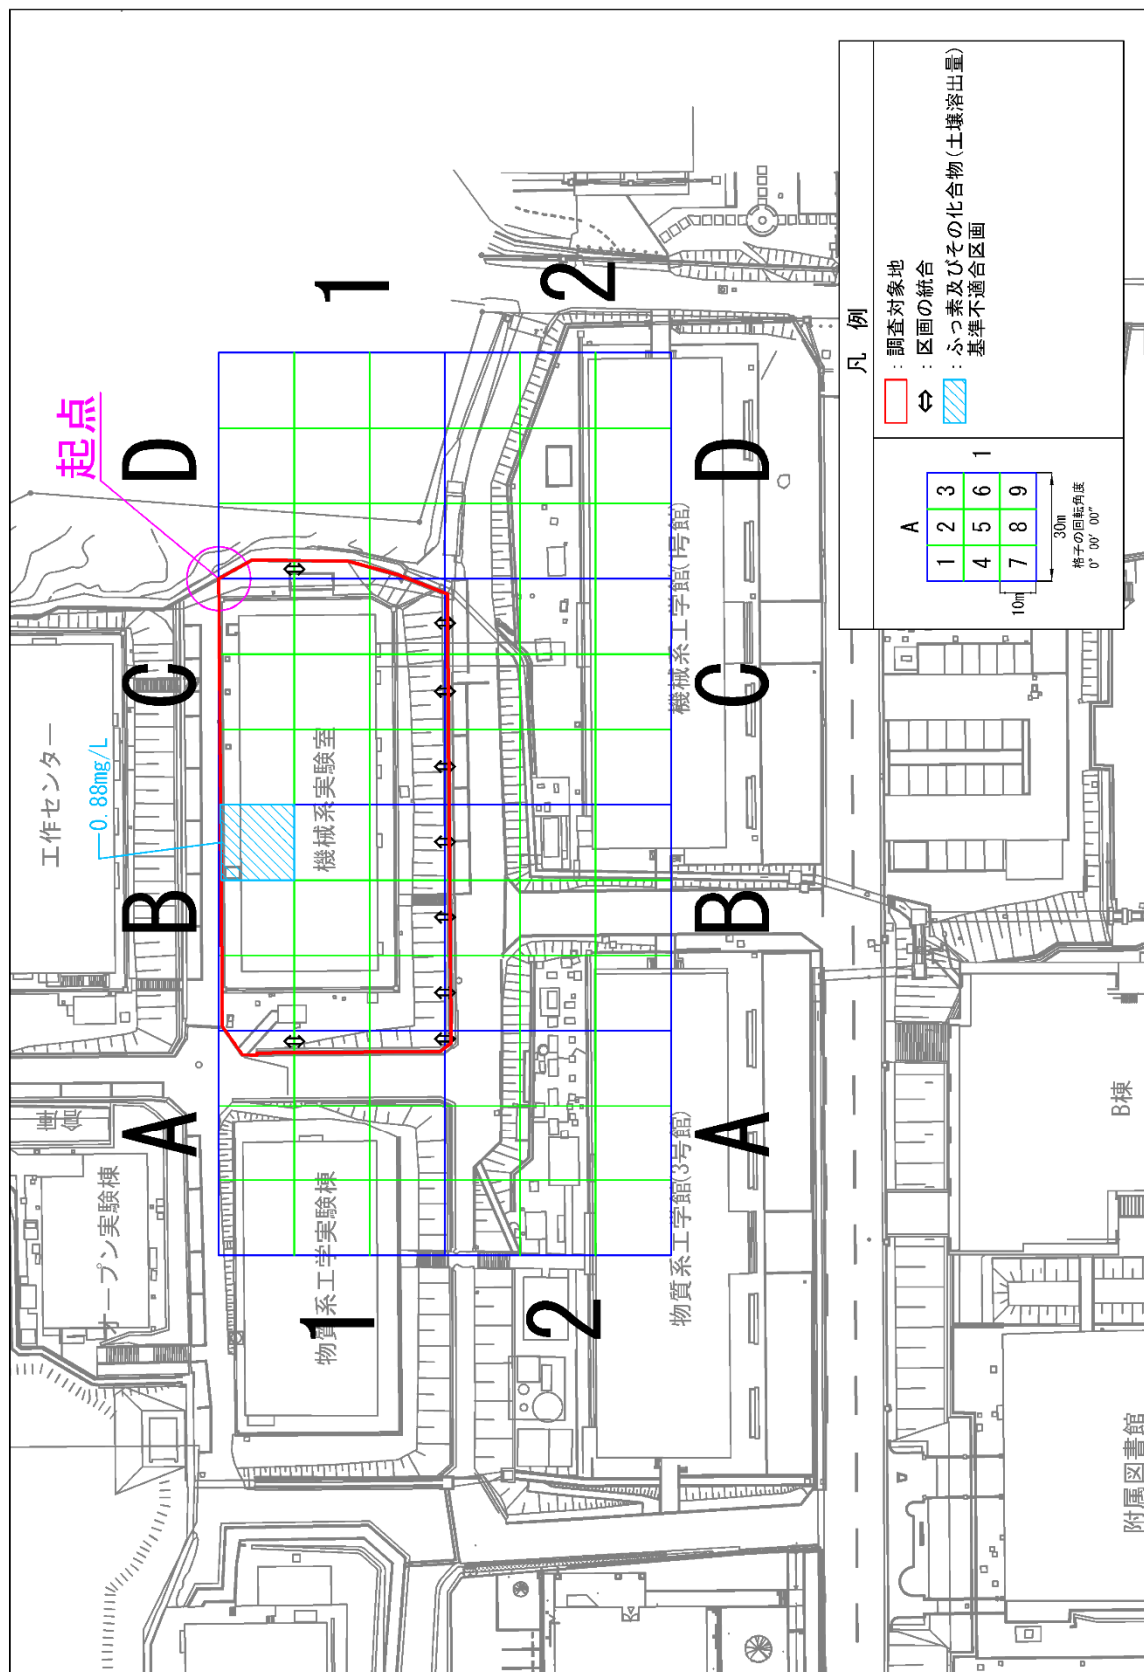 工作センター
0.88mg/L
起点
A
B
C
D
1
2
オープン実験棟
物質系工学実験棟
機械系実験室
1
2
物質系工学館(3号館)
機械系工学館(1号館)
A
B
C
D
B棟
附属図書館
凡 例
A
1 2 3
4 5 6
7 8 9
1
10m
30m
格子の回転角度
0° 00′ 00″
: 調査対象地
⇔ : 区画の統合
: ふっ素及びその化合物(土壌溶出量)
基準不適合区画